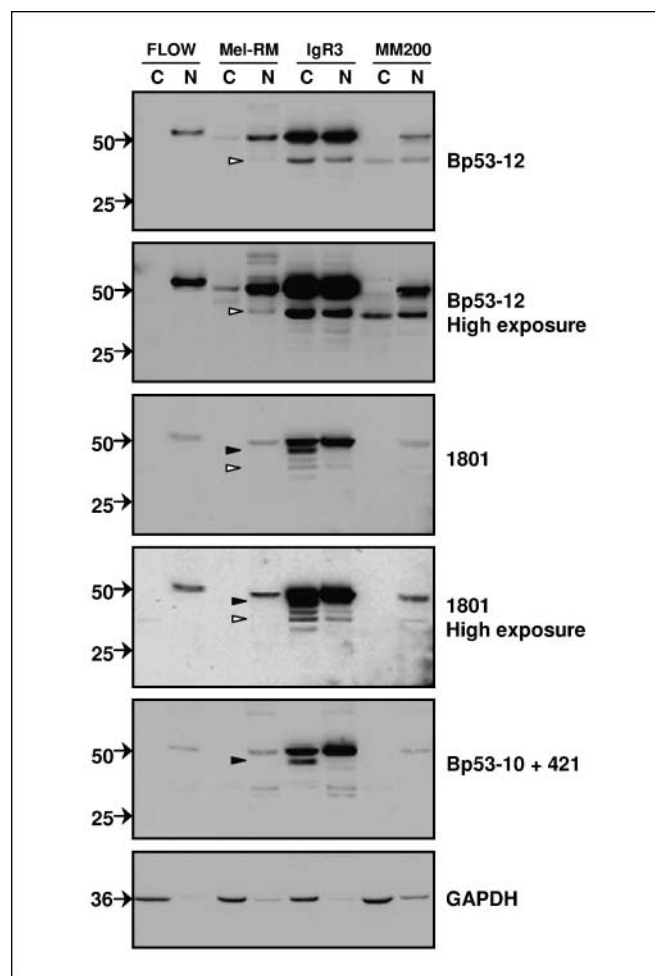 FLOW Mel-RM IgR3 MM200
C N C N C N C N
50
25
Bp53-12
50
25
Bp53-12
High exposure
50
25
1801
50
25
1801
High exposure
50
25
Bp53-10 + 421
36
GAPDH